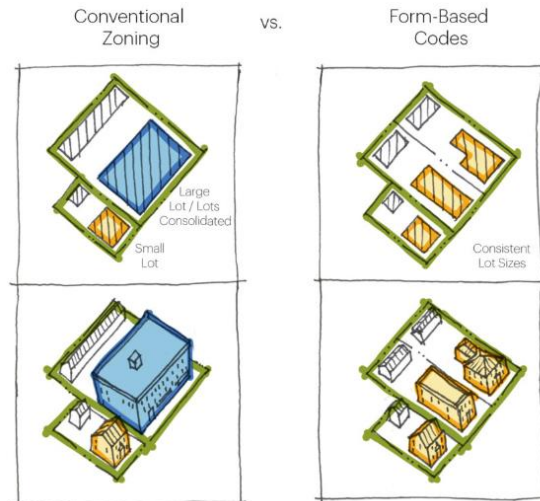 Conventional
Zoning
vs.
Form-Based
Codes
Large
Lot / Lots
Consolidated
Small
Lot
Consistent
Lot Sizes